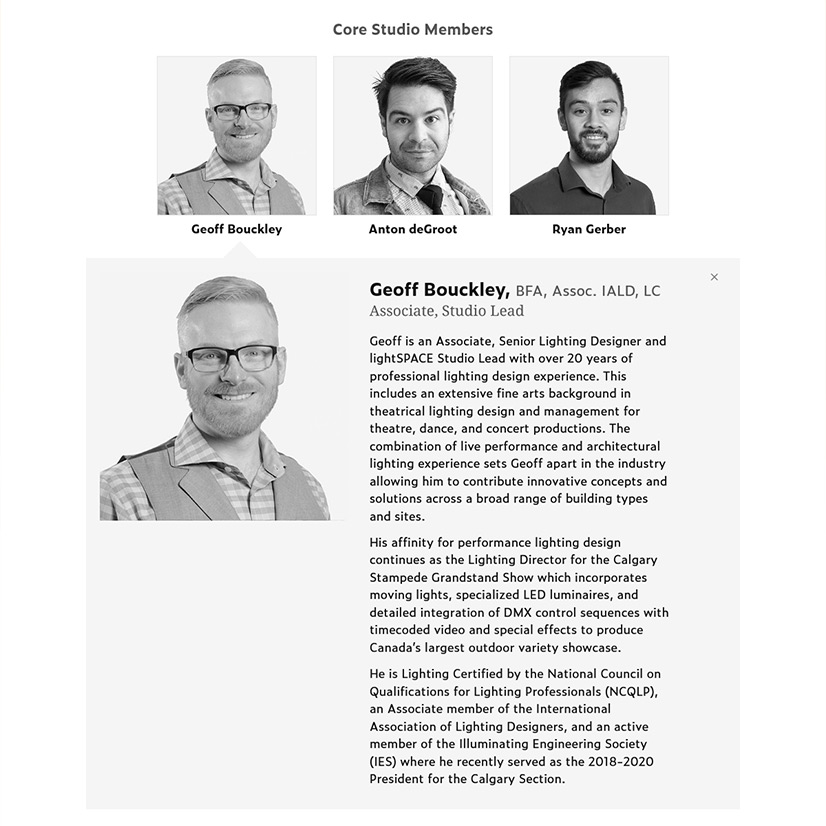 Core Studio Members
Geoff Bouckley
Anton deGroot
Ryan Gerber
×
Geoff Bouckley, BFA, Assoc. IALD, LC
Associate, Studio Lead
Geoff is an Associate, Senior Lighting Designer and
lightSPACE Studio Lead with over 20 years of
professional lighting design experience. This
includes an extensive fine arts background in
theatrical lighting design and management for
theatre, dance, and concert productions. The
combination of live performance and architectural
lighting experience sets Geoff apart in the industry
allowing him to contribute innovative concepts and
solutions across a broad range of building types
and sites.
His affinity for performance lighting design
continues as the Lighting Director for the Calgary
Stampede Grandstand Show which incorporates
moving lights, specialized LED luminaires, and
detailed integration of DMX control sequences with
timecoded video and special effects to produce
Canada's largest outdoor variety showcase.
He is Lighting Certified by the National Council on
Qualifications for Lighting Professionals (NCQLP),
an Associate member of the International
Association of Lighting Designers, and an active
member of the Illuminating Engineering Society
(IES) where he recently served as the 2018-2020
President for the Calgary Section.